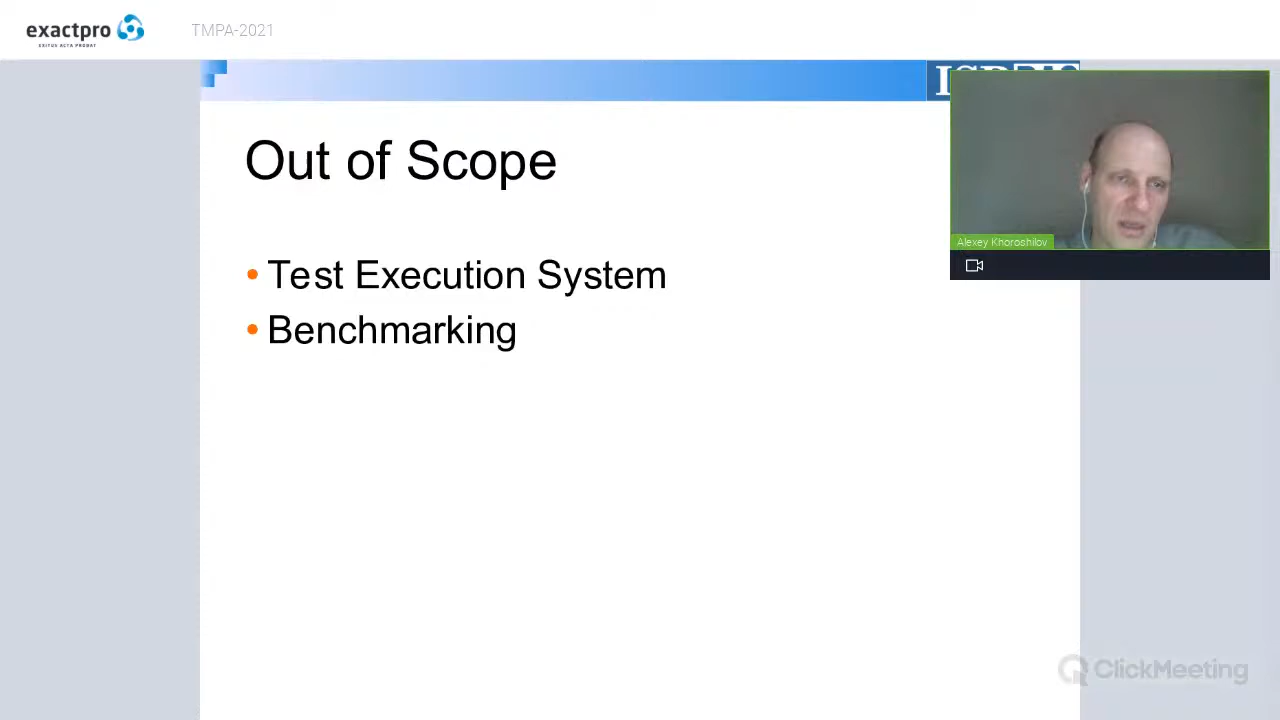 exactpro
EXITUS ACTA PROBAT
TMPA-2021
Out of Scope
• Test Execution System
• Benchmarking
Alexey Khoroshilov
ClickMeeting